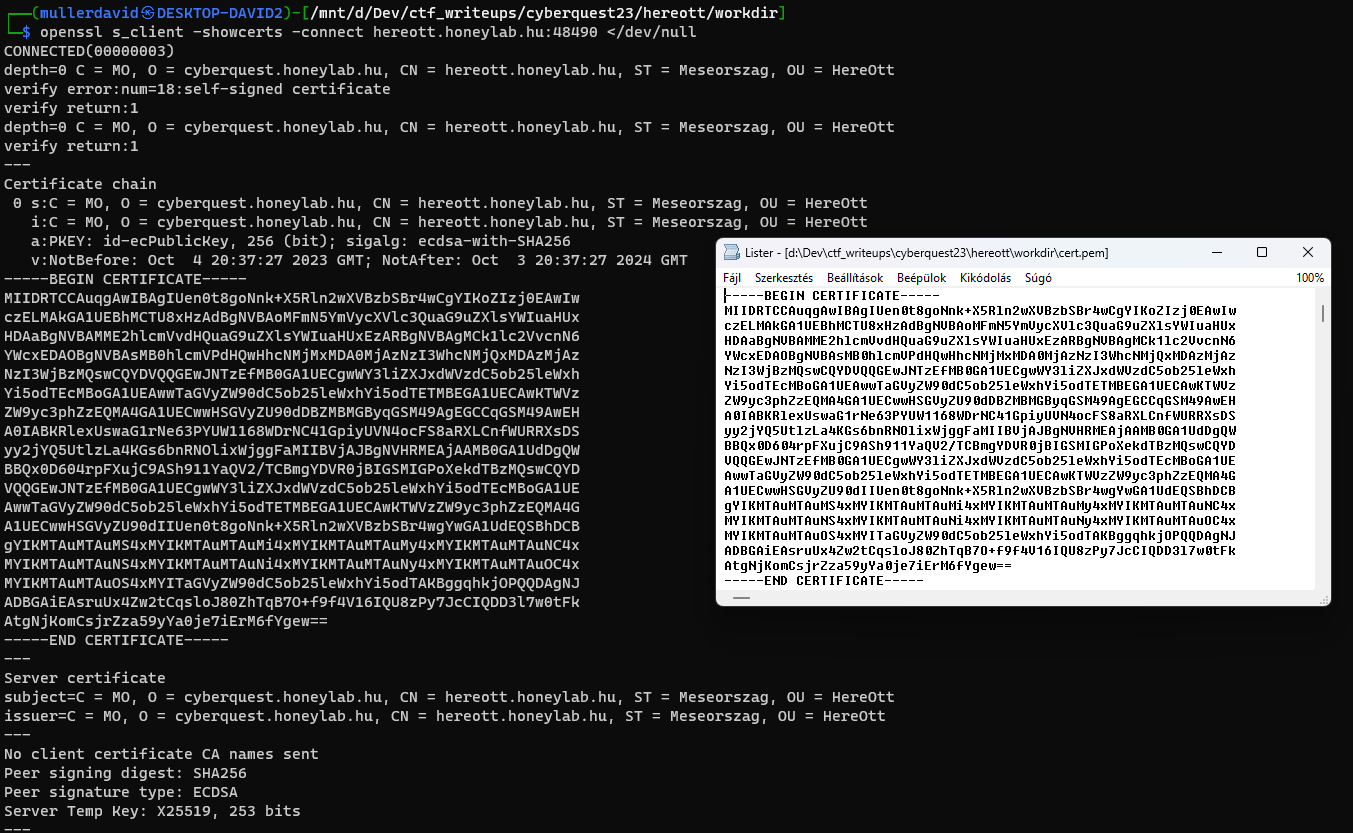 ┌──(mullerdavid㉿DESKTOP-DAVID2)-[/mnt/d/Dev/ctf_writeups/cyberquest23/hereott/workdir]
└─$ openssl s_client -showcerts -connect hereott.honeylab.hu:48490 </dev/null
CONNECTED(00000003)
depth=0 C = MO, O = cyberquest.honeylab.hu, CN = hereott.honeylab.hu, ST = Meseorszag, OU = HereOtt
verify error:num=18:self-signed certificate
verify return:1
depth=0 C = MO, O = cyberquest.honeylab.hu, CN = hereott.honeylab.hu, ST = Meseorszag, OU = HereOtt
verify return:1
---
Certificate chain
 0 s:C = MO, O = cyberquest.honeylab.hu, CN = hereott.honeylab.hu, ST = Meseorszag, OU = HereOtt
   i:C = MO, O = cyberquest.honeylab.hu, CN = hereott.honeylab.hu, ST = Meseorszag, OU = HereOtt
   a:PKEY: id-ecPublicKey, 256 (bit); sigalg: ecdsa-with-SHA256
   v:NotBefore: Oct  4 20:37:27 2023 GMT; NotAfter: Oct  3 20:37:27 2024 GMT
-----BEGIN CERTIFICATE-----
MIIDRTCCAuqgAwIBAgIUen0t8goNnk+X5Rln2wXVBzbSBr4wCgYIKoZIzj0EAwIw
czELMAkGA1UEBhMCTU8xHzAdBgNVBAoMFmN5YmVycXVlc3QuaG9uZXlsYWIuaHUx
HDAaBgNVBAMME2hlcmVvdHQuaG9uZXlsYWIuaHUxEzARBgNVBAgMCk1lc2VvcnN6
YWcxEDAOBgNVBAsMB0hlcmVPdHQwHhcNMjMxMDA0MjAzNzI3WhcNMjQxMDAzMjAz
NzI3WjBzMQswCQYDVQQGEwJNTzEfMB0GA1UECgwWY3liZXJxdWVzdC5ob25leWxh
Yi5odTEcMBoGA1UEAwwTaGVyZW90dC5ob25leWxhYi5odTETMBEGA1UECAwKTWVz
ZW9yc3phZzEQMA4GA1UECwwHSGVyZU90dDBZMBMGByqGSM49AgEGCCqGSM49AwEH
A0IABKRlexUswaG1rNe63PYUW1168WDrNC41GpiyUVN4ocFS8aRXLCnfWURRXsDS
yy2jYQ5UtlzLa4KGs6bnRNOlixWjggFaMIIBVjAJBgNVHRMEAjAAMB0GA1UdDgQW
BBQx0D604rpFXujC9ASh911YaQV2/TCBmgYDVR0jBIGSMIGPoXekdTBzMQswCQYD
VQQGEwJNTzEfMB0GA1UECgwWY3liZXJxdWVzdC5ob25leWxhYi5odTEcMBoGA1UE
AwwTaGVyZW90dC5ob25leWxhYi5odTETMBEGA1UECAwKTWVzZW9yc3phZzEQMA4G
A1UECwwHSGVyZU90dIIUen0t8goNnk+X5Rln2wXVBzbSBr4wgYwGA1UdEQSBhDCB
gYIKMTAuMTAuMS4xMYIKMTAuMTAuMi4xMYIKMTAuMTAuMy4xMYIKMTAuMTAuNC4x
MYIKMTAuMTAuNS4xMYIKMTAuMTAuNi4xMYIKMTAuMTAuNy4xMYIKMTAuMTAuOC4x
MYIKMTAuMTAuOS4xMYITaGVyZW90dC5ob25leWxhYi5odTAKBggqhkjOPQQDAgNJ
ADBGAiEAsruUx4Zw2tCqsloJ80ZhTqB7O+f9f4V16IQU8zPy7JcCIQDD3l7w0tFk
AtgNjKomCsjrZza59yYa0je7iErM6fYgew==
-----END CERTIFICATE-----
---
Server certificate
subject=C = MO, O = cyberquest.honeylab.hu, CN = hereott.honeylab.hu, ST = Meseorszag, OU = HereOtt
issuer=C = MO, O = cyberquest.honeylab.hu, CN = hereott.honeylab.hu, ST = Meseorszag, OU = HereOtt
---
No client certificate CA names sent
Peer signing digest: SHA256
Peer signature type: ECDSA
Server Temp Key: X25519, 253 bits
---
Lister - [d:\Dev\ctf_writeups\cyberquest23\hereott\workdir\cert.pem]
Fájl Szerkesztés Beállítások Beépülok Kikódolás Súgó 100%
-----BEGIN CERTIFICATE-----
MIIDRTCCAuqgAwIBAgIUen0t8goNnk+X5Rln2wXVBzbSBr4wCgYIKoZIzj0EAwIw
czELMAkGA1UEBhMCTU8xHzAdBgNVBAoMFmN5YmVycXVlc3QuaG9uZXlsYWIuaHUx
HDAaBgNVBAMME2hlcmVvdHQuaG9uZXlsYWIuaHUxEzARBgNVBAgMCk1lc2VvcnN6
YWcxEDAOBgNVBAsMB0hlcmVPdHQwHhcNMjMxMDA0MjAzNzI3WhcNMjQxMDAzMjAz
NzI3WjBzMQswCQYDVQQGEwJNTzEfMB0GA1UECgwWY3liZXJxdWVzdC5ob25leWxh
Yi5odTEcMBoGA1UEAwwTaGVyZW90dC5ob25leWxhYi5odTETMBEGA1UECAwKTWVz
ZW9yc3phZzEQMA4GA1UECwwHSGVyZU90dDBZMBMGByqGSM49AgEGCCqGSM49AwEH
A0IABKRlexUswaG1rNe63PYUW1168WDrNC41GpiyUVN4ocFS8aRXLCnfWURRXsDS
yy2jYQ5UtlzLa4KGs6bnRNOlixWjggFaMIIBVjAJBgNVHRMEAjAAMB0GA1UdDgQW
BBQx0D604rpFXujC9ASh911YaQV2/TCBmgYDVR0jBIGSMIGPoXekdTBzMQswCQYD
VQQGEwJNTzEfMB0GA1UECgwWY3liZXJxdWVzdC5ob25leWxhYi5odTEcMBoGA1UE
AwwTaGVyZW90dC5ob25leWxhYi5odTETMBEGA1UECAwKTWVzZW9yc3phZzEQMA4G
A1UECwwHSGVyZU90dIIUen0t8goNnk+X5Rln2wXVBzbSBr4wgYwGA1UdEQSBhDCB
gYIKMTAuMTAuMS4xMYIKMTAuMTAuMi4xMYIKMTAuMTAuMy4xMYIKMTAuMTAuNC4x
MYIKMTAuMTAuNS4xMYIKMTAuMTAuNi4xMYIKMTAuMTAuNy4xMYIKMTAuMTAuOC4x
MYIKMTAuMTAuOS4xMYITaGVyZW90dC5ob25leWxhYi5odTAKBggqhkjOPQQDAgNJ
ADBGAiEAsruUx4Zw2tCqsloJ80ZhTqB7O+f9f4V16IQU8zPy7JcCIQDD3l7w0tFk
AtgNjKomCsjrZza59yYa0je7iErM6fYgew==
-----END CERTIFICATE-----